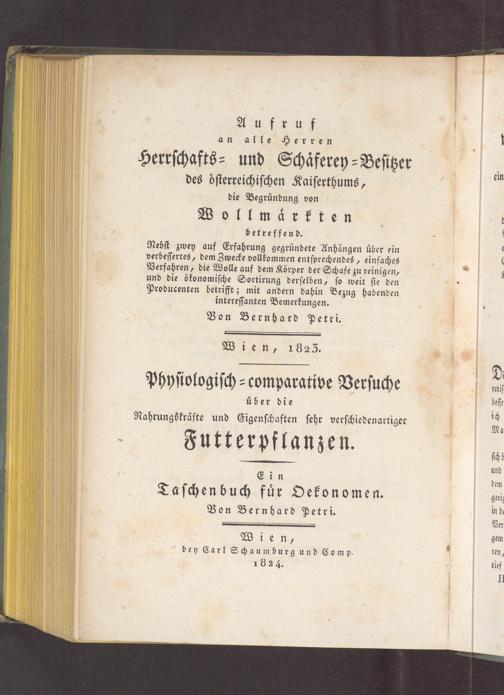 Aufruf
an alle Herren
Herrschafts- und Schäferey-Besitzer
des österreichischen Kaiserthums,
die Begründung von
Wollmärkten
betreffend.
Nebst zwey auf Erfahrung gegründete Anhängen über ein
verbessertes, dem Zwecke vollkommen entsprechendes, einfaches
Verfahren, die Wolle auf dem Körper der Schafe zu reinigen,
und die ökonomische Sortirung derselben, so weit sie den
Producenten betrifft; mit andern dahin Bezug habenden
interessanten Bemerkungen.
Von Bernhard Petri.
Wien, 1823.
Physiologisch-comparative Versuche
über die
Nahrungskräfte und Eigenschaften sehr verschiedenartiger
Futterpflanzen.
Ein
Taschenbuch für Oekonomen.
Von Bernhard Petri.
Wien,
bey Carl Schaumburg und Comp.
1824.
ein
ich
und
dem